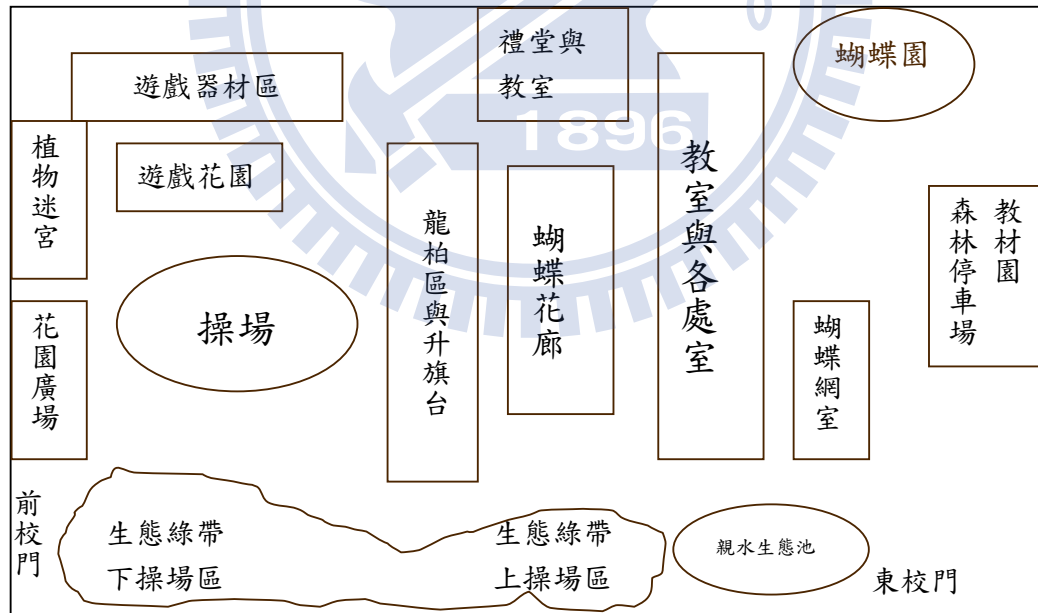 禮堂與
教室
蝴蝶園
遊戲器材區
1896
植物迷宮
遊戲花園
龍柏區與升旗台
蝴蝶花廊
教室與各處室
教材園
森林停車場
花園廣場
操場
蝴蝶網室
前校門
生態綠帶
下操場區
生態綠帶
上操場區
親水生態池
東校門